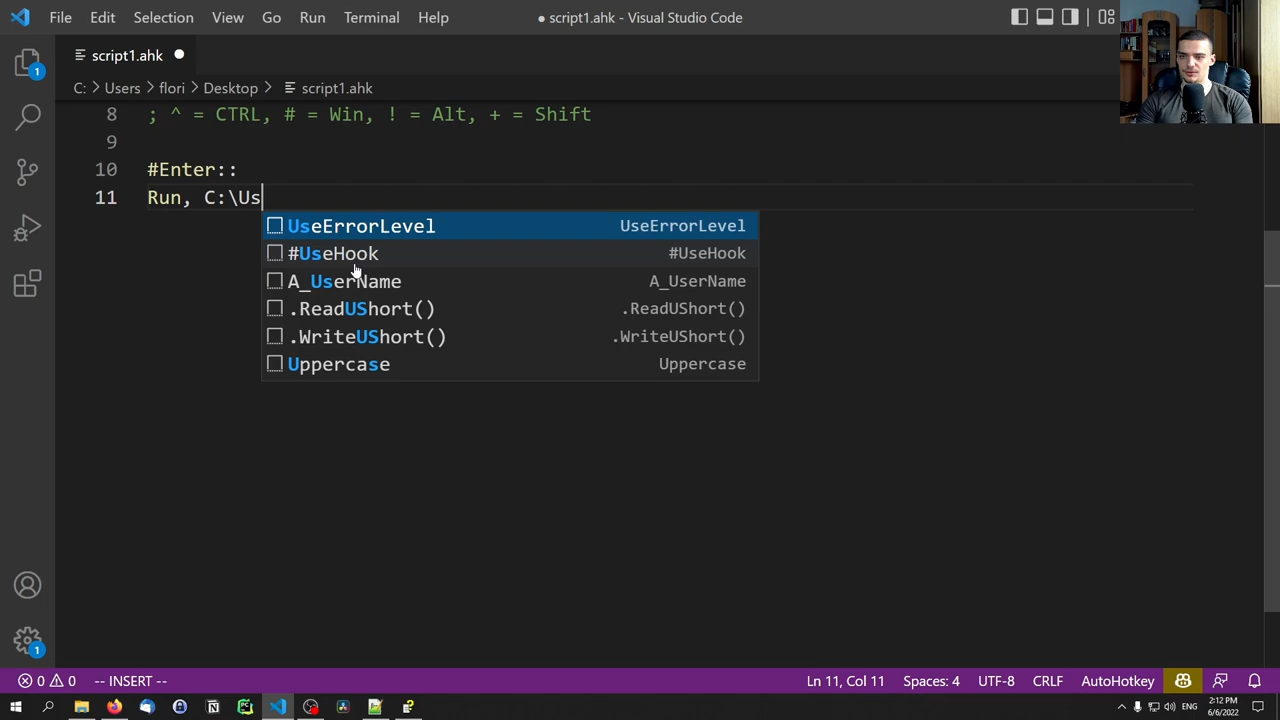 File Edit Selection View Go Run Terminal Help
● script1.ahk - Visual Studio Code
1
script1.ahk
C: > Users > flori > Desktop > script1.ahk
8 ; ^ = CTRL, # = Win, ! = Alt, + = Shift
9
10 #Enter::
11 Run, C:\Us
UseErrorLevel UseErrorLevel
#UseHook #UseHook
A_UserName A_UserName
.ReadUShort() .ReadUShort()
.WriteUShort() .WriteUShort()
Uppercase Uppercase
1
0 0 -- INSERT -- Ln 11, Col 11 Spaces: 4 UTF-8 CRLF AutoHotkey
ENG
2:12 PM
6/6/2022